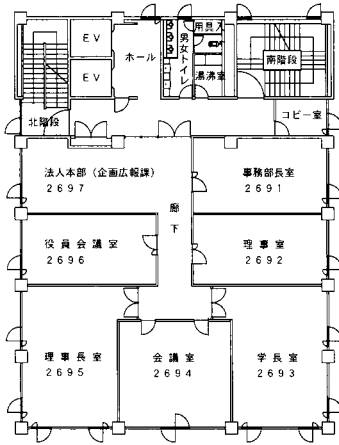 用具入
EV
ホール
男女トイレ
EV
湯沸室
南階段
北階段
コピー室
法人本部（企画広報課）
2697
事務部長室
2691
廊下
役員会議室
2696
理事室
2692
理事長室
2695
会議室
2694
学長室
2693